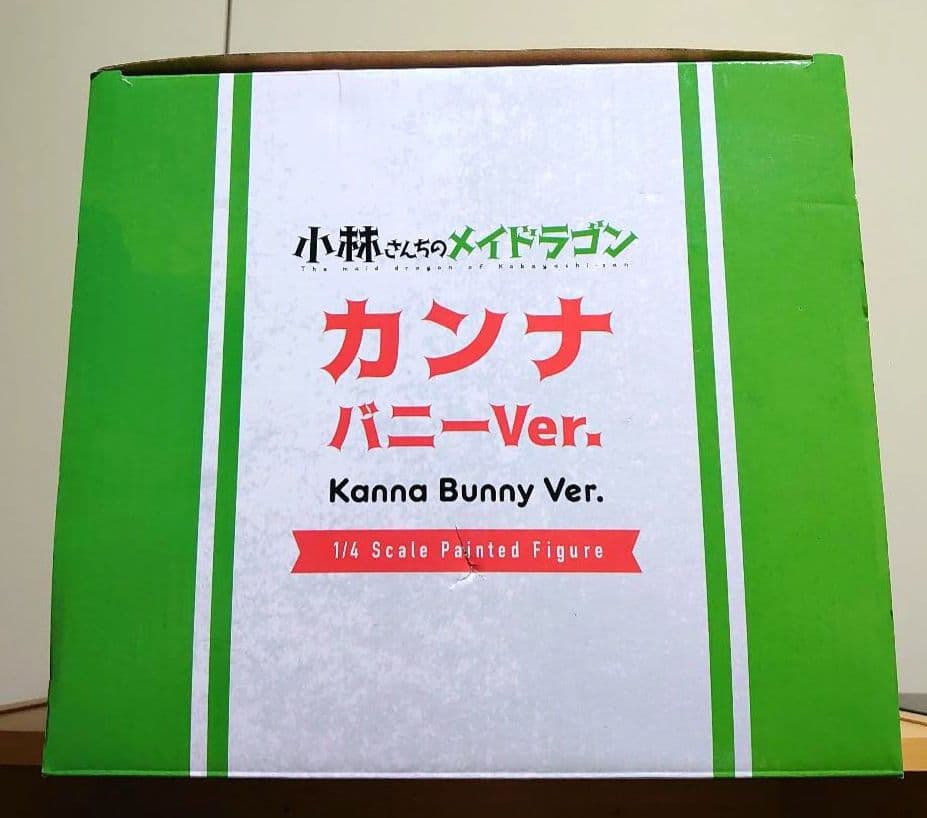 小林さんちのメイドラゴン
The maid dragon of Kobayashi-san
カンナ
バニーVer.
Kanna Bunny Ver.
1/4 Scale Painted Figure